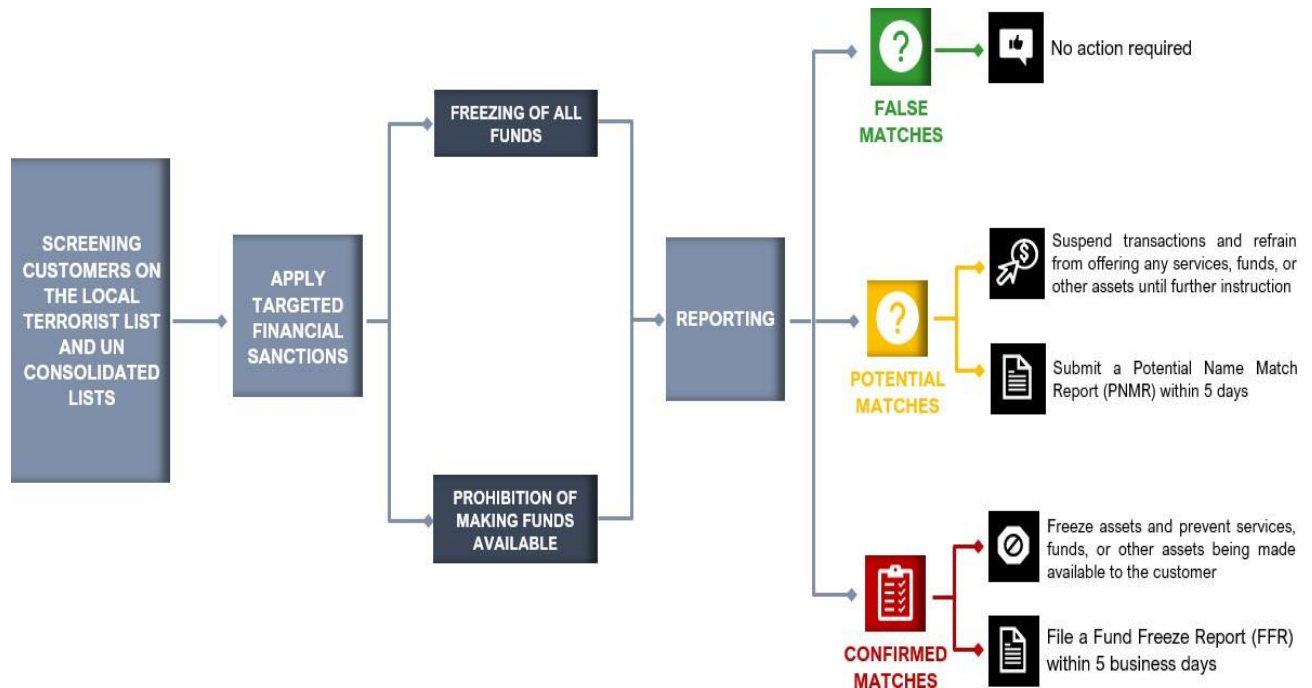 SCREENING
CUSTOMERS ON
THE LOCAL
TERRORIST LIST
AND UN
CONSOLIDATED
LISTS
APPLY
TARGETED
FINANCIAL
SANCTIONS
FREEZING OF ALL
FUNDS
PROHIBITION OF
MAKING FUNDS
AVAILABLE
REPORTING
FALSE
MATCHES
No action required
POTENTIAL
MATCHES
Suspend transactions and refrain
from offering any services, funds, or
other assets until further instruction
Submit a Potential Name Match
Report (PNMR) within 5 days
CONFIRMED
MATCHES
Freeze assets and prevent services,
funds, or other assets being made
available to the customer
File a Fund Freeze Report (FFR)
within 5 business days